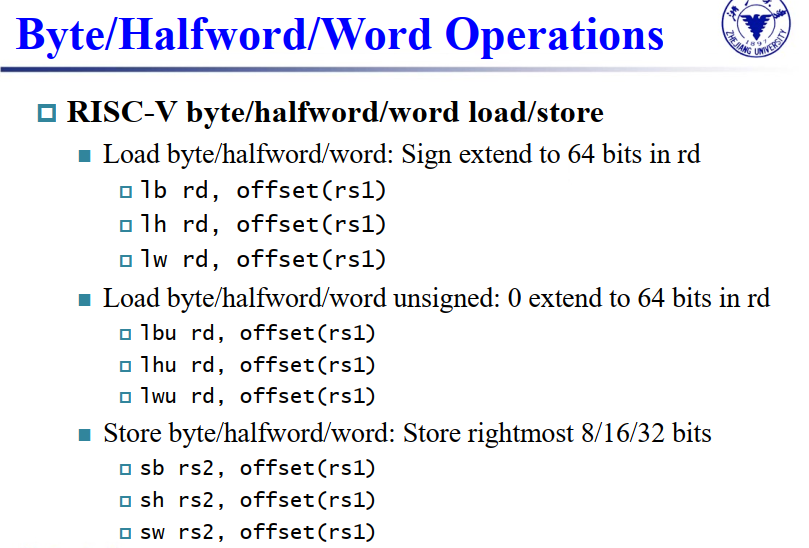 Byte/Halfword/Word Operations
ZHEJIANG UNIVERSITY
1897
RISC-V byte/halfword/word load/store
Load byte/halfword/word: Sign extend to 64 bits in rd
lb rd, offset(rs1)
lh rd, offset(rs1)
lw rd, offset(rs1)
Load byte/halfword/word unsigned: 0 extend to 64 bits in rd
lbu rd, offset(rs1)
lhu rd, offset(rs1)
lwu rd, offset(rs1)
Store byte/halfword/word: Store rightmost 8/16/32 bits
sb rs2, offset(rs1)
sh rs2, offset(rs1)
sw rs2, offset(rs1)